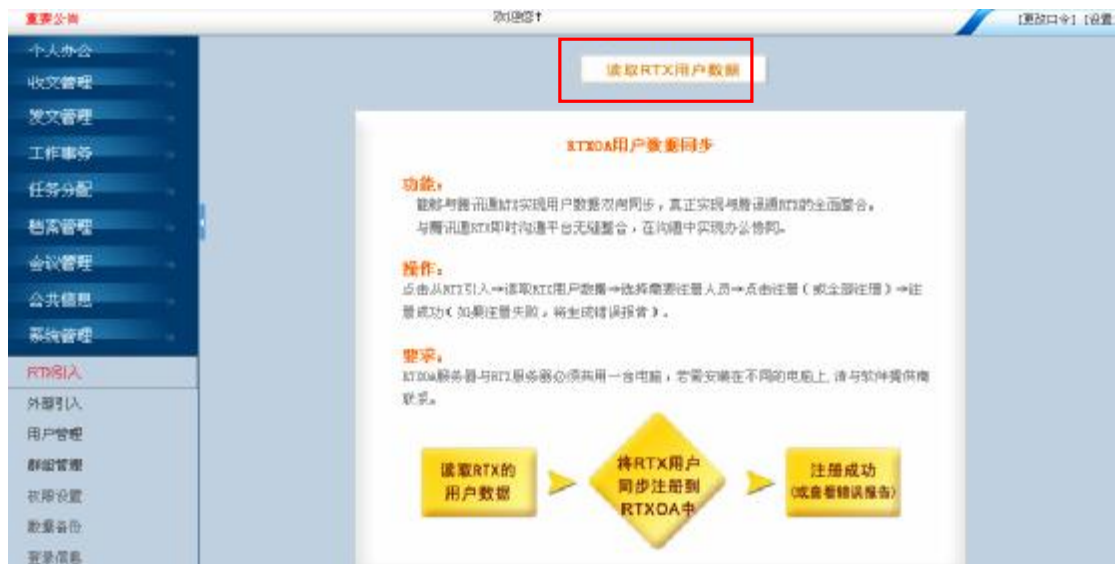 重要公告
欢迎您!
[更改口令] [设置
个人办公
收文管理
发文管理
工作事务
任务分配
档案管理
会议管理
公共信息
系统管理
RTX引入
外部引入
用户管理
群组管理
权限设置
数据备份
登录信息
读取RTX用户数据
RTXOA用户数据同步
功能:
能够与腾讯通RTX实现用户数据双向同步,真正实现与腾讯通RTX的全面整合。
与腾讯通RTX即时沟通平台无缝整合,在沟通中实现办公协同。
操作:
点击从RTX引入→读取RTX用户数据→选择需要注册人员→点击注册(或全部注册)→注
册成功(如果注册失败,将生成错误报告)。
要求:
RTXOA服务器与RTX服务器必须共用一台电脑,若需安装在不同的电脑上,请与软件提供商
联系。
读取RTX的
用户数据
将RTX用户
同步注册到
RTXOA中
注册成功
(或查看错误报告)